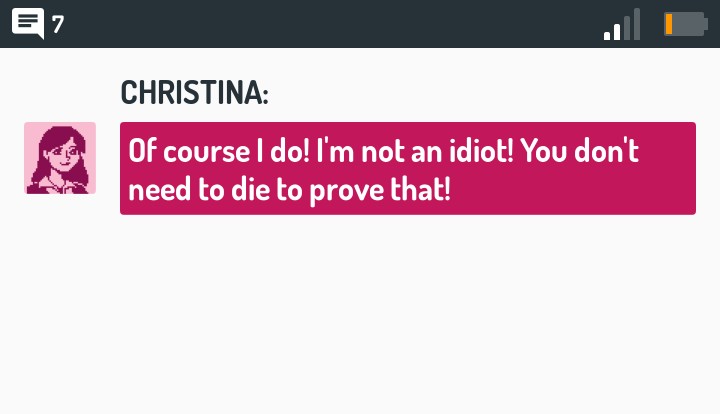 7
CHRISTINA:
Of course I do! I'm not an idiot! You don't
need to die to prove that!